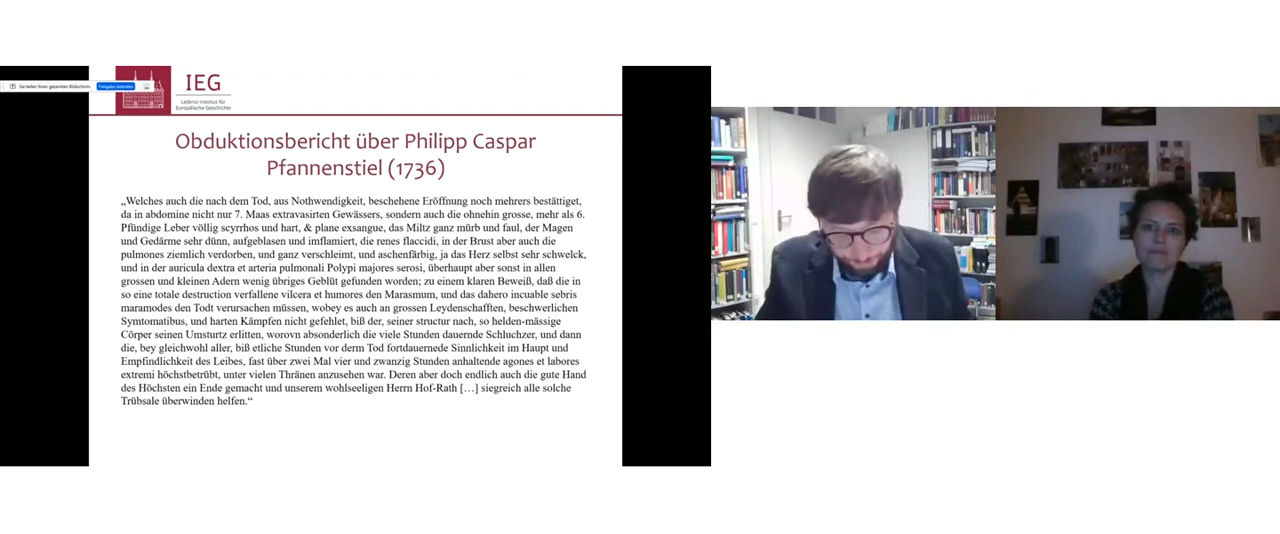 Sie teilen Ihren gesamten Bildschirm.
Freigabe beenden
IEG
Leibniz-Institut für
Europäische Geschichte
Obduktionsbericht über Philipp Caspar
Pfannenstiel (1736)
„Welches auch die nach dem Tod, aus Nothwendigkeit, beschehene Eröffnung noch mehrers bestättiget,
da in abdomine nicht nur 7. Maas extravasirten Gewässers, sondern auch die ohnehin grosse, mehr als 6.
Pfündige Leber völlig scyrrhos und hart, & plane exsangue, das Miltz ganz mürb und faul, der Magen
und Gedärme sehr dünn, aufgeblasen und imflamiert, die renes flaccidi, in der Brust aber auch die
pulmones ziemlich verdorben, und ganz verschleimt, und aschenfärbig, ja das Herz selbst sehr schwelck,
und in der auricula dextra et arteria pulmonali Polypi majores serosi, überhaupt aber sonst in allen
grossen und kleinen Adern wenig übriges Geblüt gefunden worden; zu einem klaren Beweiß, daß die in
so eine totale destruction verfallene vilcera et humores den Marasmum, und das dahero incuable sebris
maramodes den Todt verursachen müssen, wobey es auch an grossen Leydenschafften, beschwerlichen
Symtomatibus, und harten Kämpfen nicht gefehlet, biß der, seiner structur nach, so helden-mässige
Cörper seinen Umsturtz erlitten, worovn absonderlich die viele Stunden dauernde Schluchzer, und dann
die, bey gleichwohl aller, biß etliche Stunden vor derm Tod fortdauernede Sinnlichkeit im Haupt und
Empfindlichkeit des Leibes, fast über zwei Mal vier und zwanzig Stunden anhaltende agones et labores
extremi höchstbetrübt, unter vielen Thränen anzusehen war. Deren aber doch endlich auch die gute Hand
des Höchsten ein Ende gemacht und unserem wohlseeligen Herrn Hof-Rath […] siegreich alle solche
Trübsale überwinden helfen.“